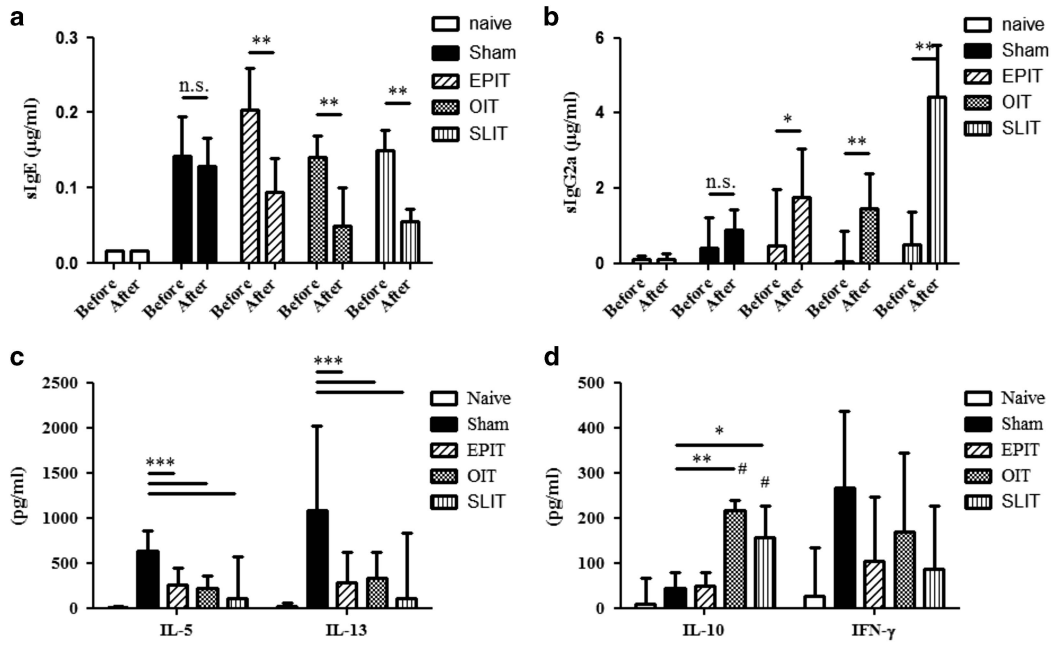 a
sIgE (µg/ml)
0.3
0.2
0.1
0.0
n.s.
**
**
**
Before
After
Before
After
Before
After
Before
After
Before
After
naive
Sham
EPIT
OIT
SLIT
b
sIgG2a (µg/ml)
6
4
2
0
n.s.
*
**
**
Before
After
Before
After
Before
After
Before
After
Before
After
naive
Sham
EPIT
OIT
SLIT
c
(pg/ml)
2500
2000
1500
1000
500
0
***
***
IL-5
IL-13
Naive
Sham
EPIT
OIT
SLIT
d
(pg/ml)
500
400
300
200
100
0
*
**
#
#
IL-10
IFN-γ
Naive
Sham
EPIT
OIT
SLIT